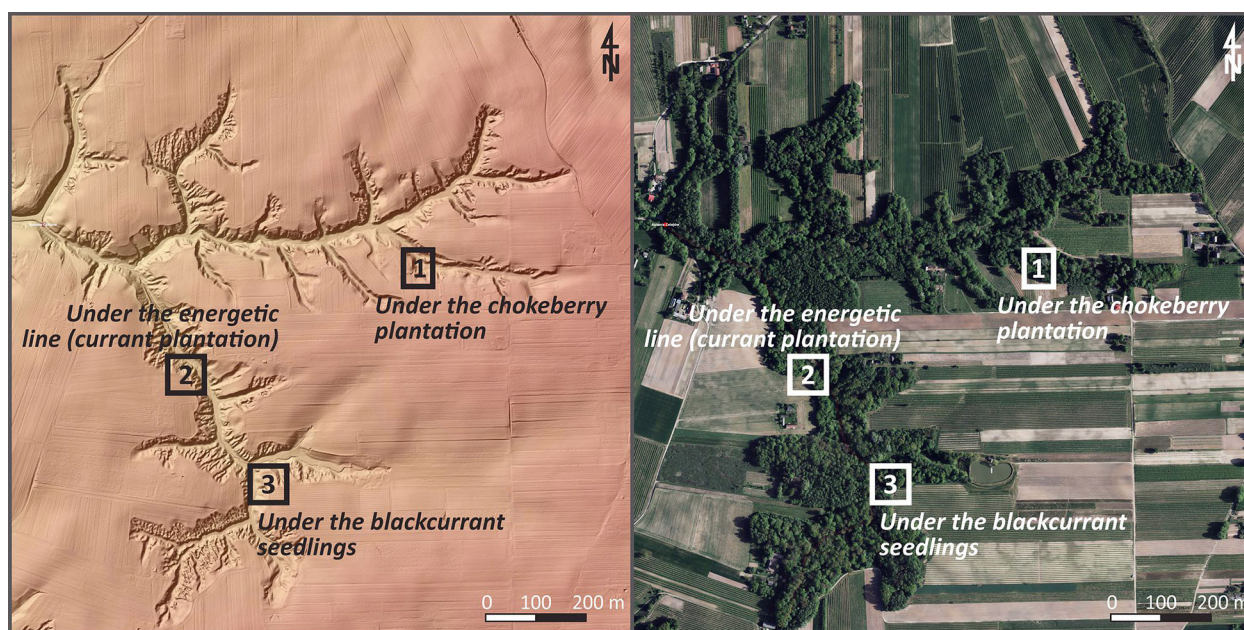 N
1
Under the chokeberry
plantation
Under the energetic
line (currant plantation)
2
3
Under the blackcurrant
seedlings
0 100 200 m
N
1
Under the chokeberry
plantation
Under the energetic
line (currant plantation)
2
3
Under the blackcurrant
seedlings
0 100 200 m